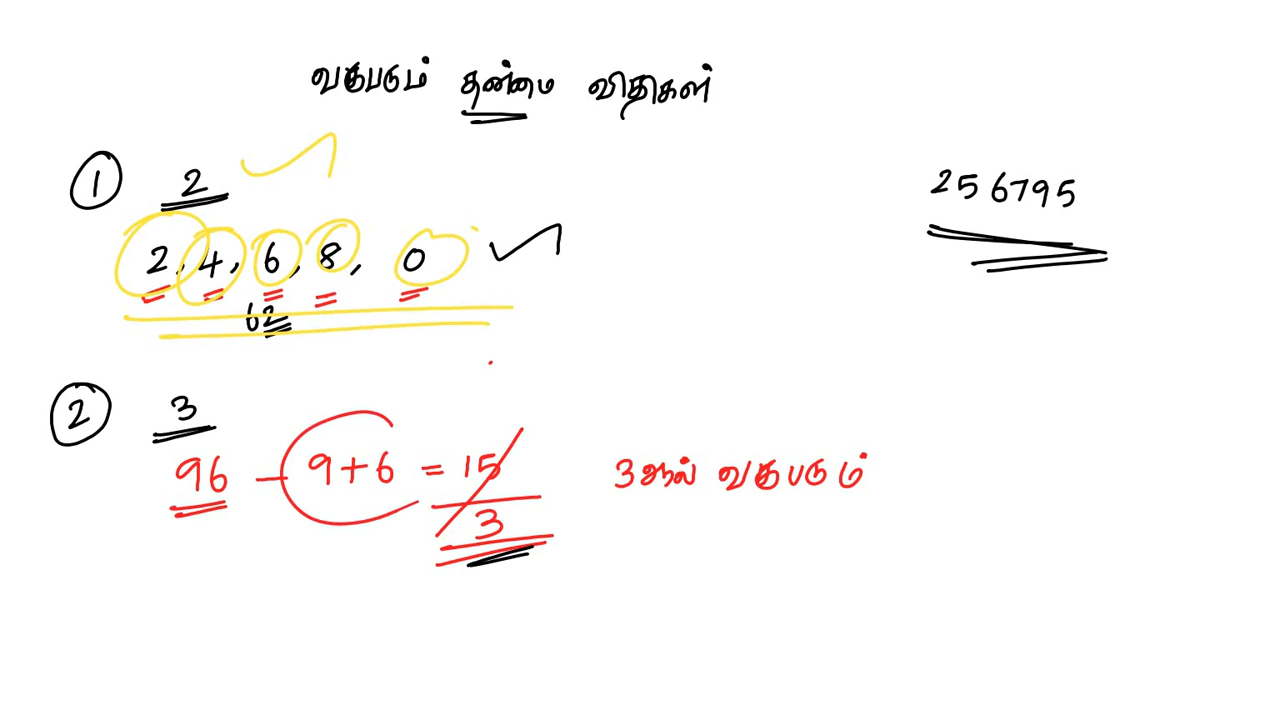 வகுபடும் தன்மை விதிகள்
① 2
2, 4, 6, 8, 0
62
256795
② 3
96 - 9+6 = 15/3
3ஆல் வகுபடும்